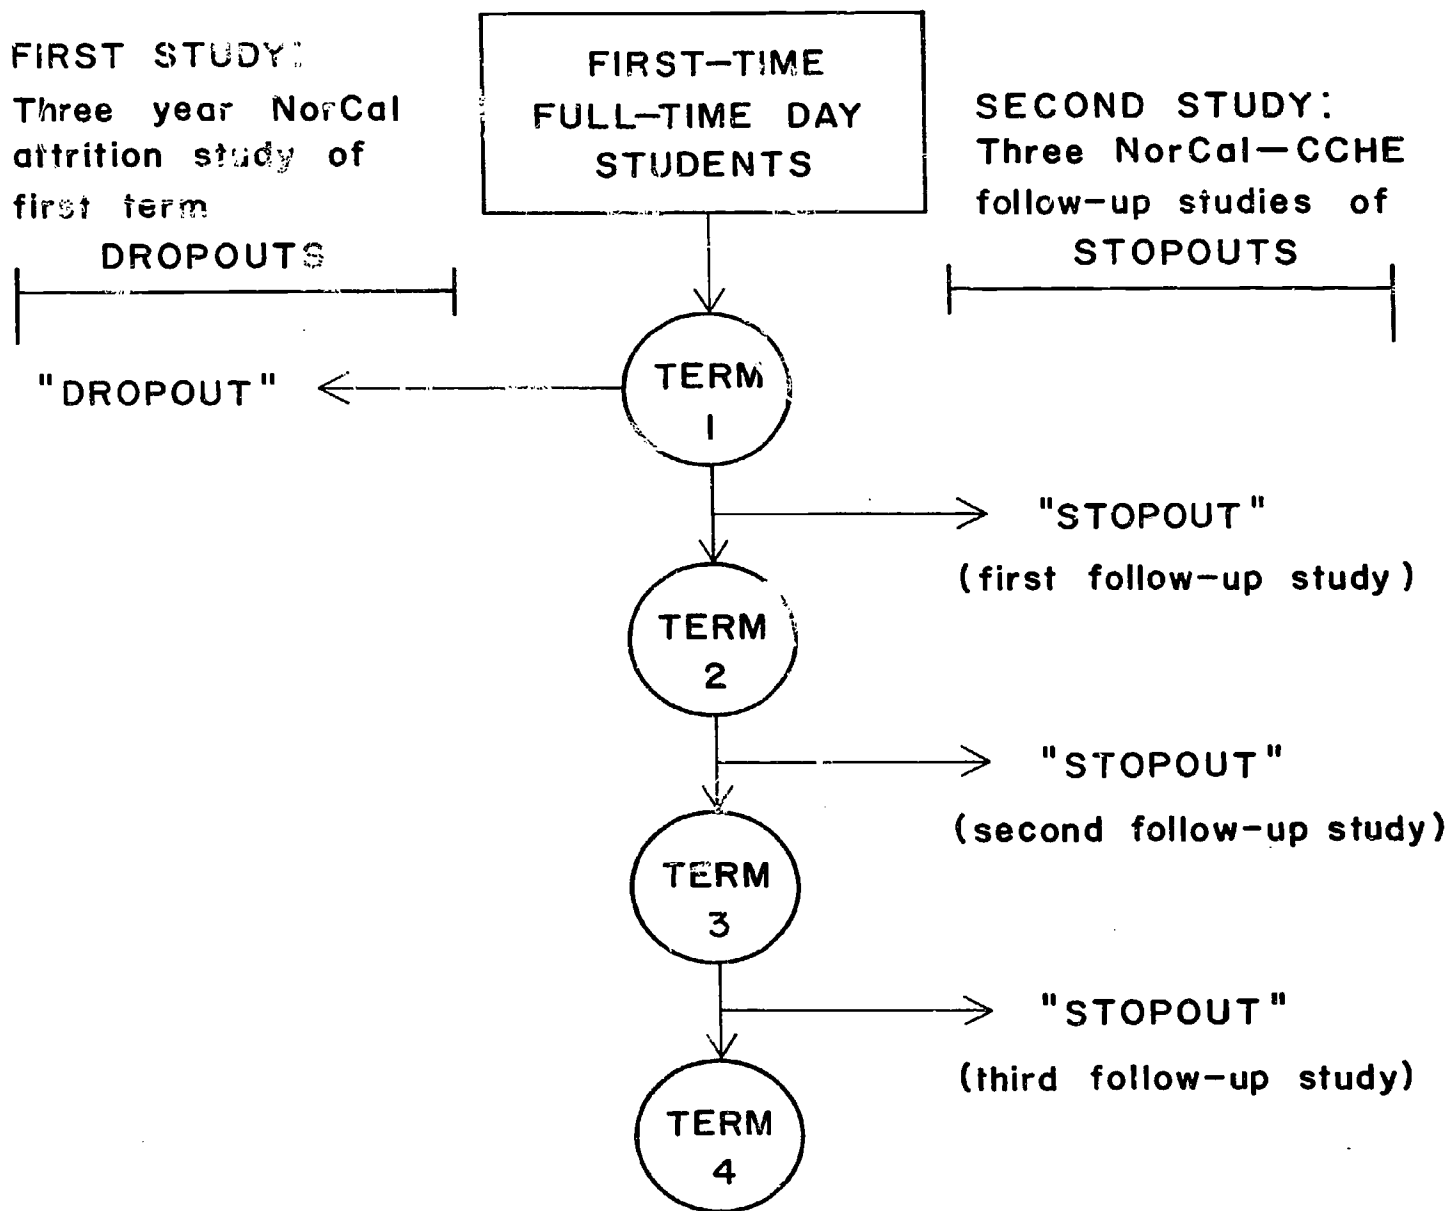 FIRST STUDY:
Three year NorCal
attrition study of
first term
DROPOUTS
FIRST-TIME
FULL-TIME DAY
STUDENTS
SECOND STUDY:
Three NorCal-CCHE
follow-up studies of
STOPOUTS
"DROPOUT"
TERM
1
"STOPOUT"
(first follow-up study)
TERM
2
"STOPOUT"
(second follow-up study)
TERM
3
"STOPOUT"
(third follow-up study)
TERM
4